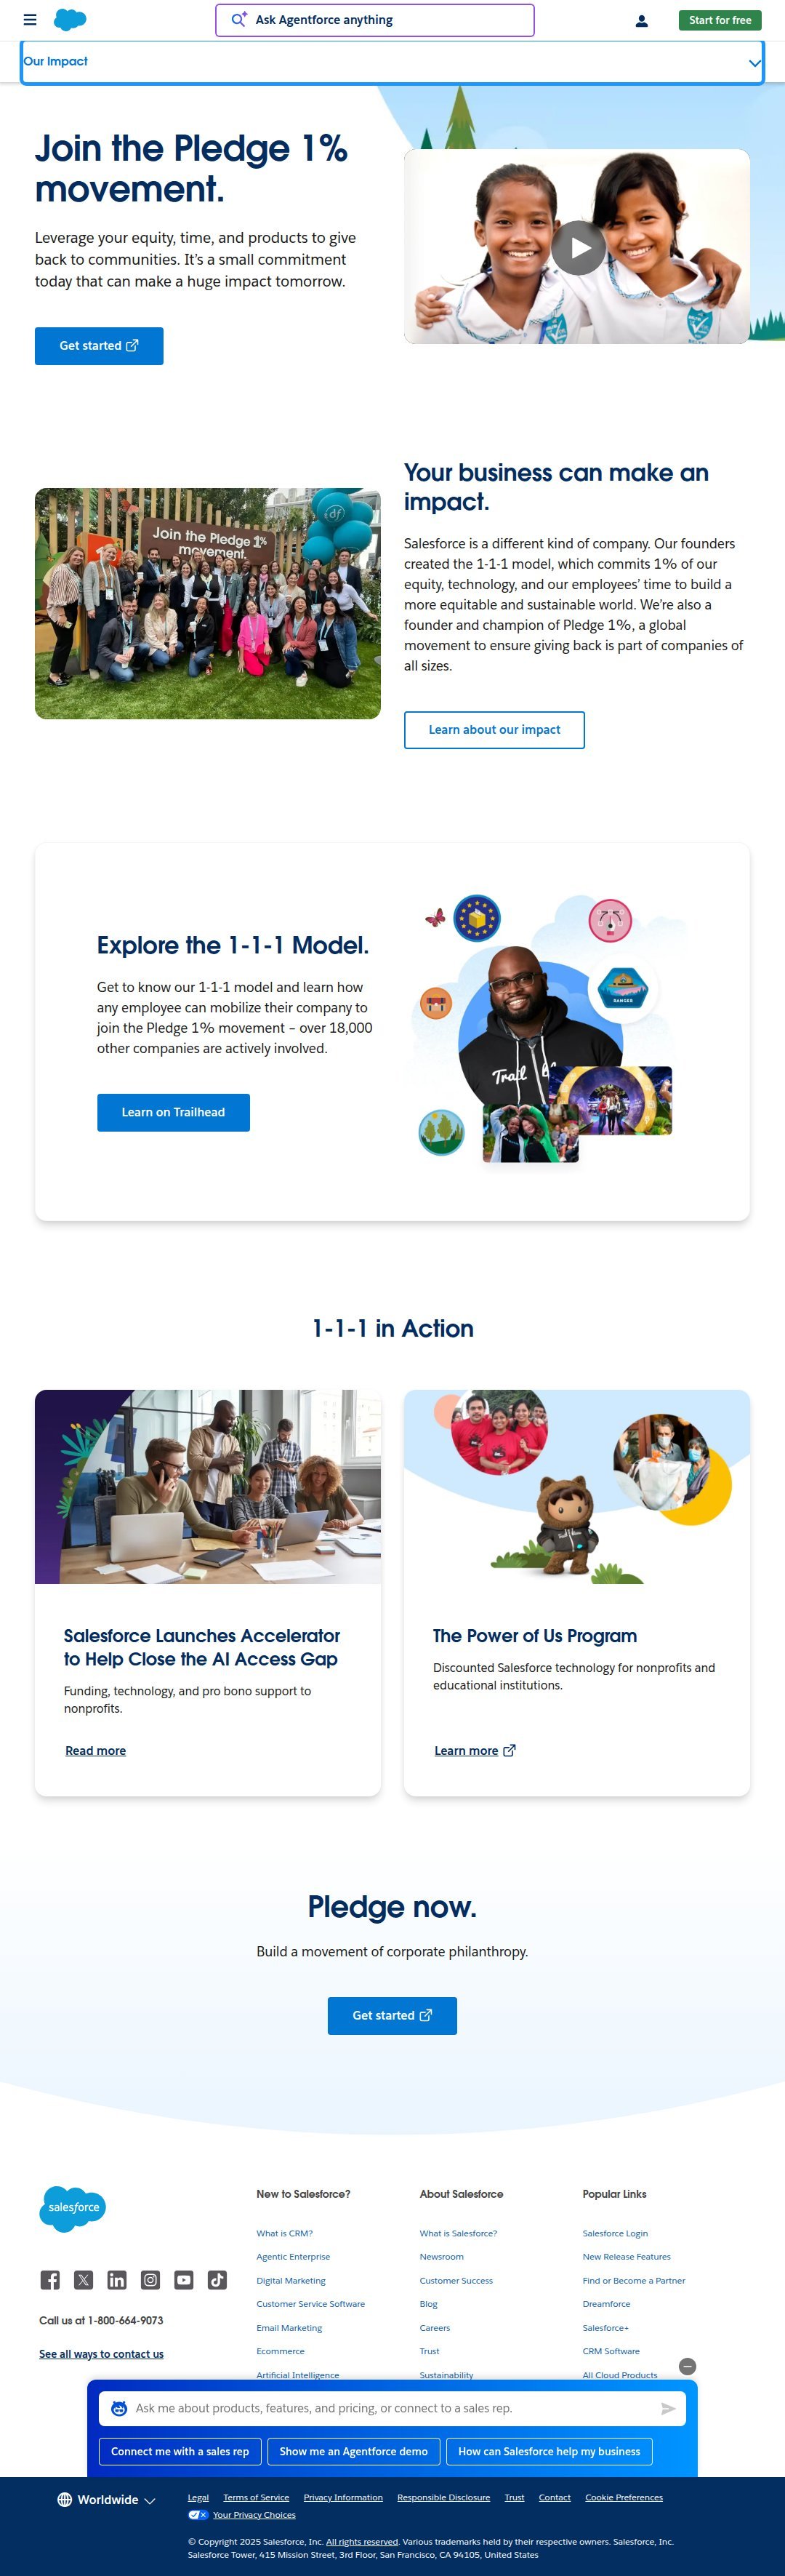 Ask Agentforce anything
Start for free
Our Impact
Join the Pledge 1%
movement.
Leverage your equity, time, and products to give
back to communities. It’s a small commitment
today that can make a huge impact tomorrow.
Get started
Join the Pledge 1%
movement.
df
Your business can make an
impact.
Salesforce is a different kind of company. Our founders
created the 1-1-1 model, which commits 1% of our
equity, technology, and our employees’ time to build a
more equitable and sustainable world. We’re also a
founder and champion of Pledge 1%, a global
movement to ensure giving back is part of companies of
all sizes.
Learn about our impact
Explore the 1-1-1 Model.
Get to know our 1-1-1 model and learn how
any employee can mobilize their company to
join the Pledge 1% movement – over 18,000
other companies are actively involved.
Learn on Trailhead
RANGER
1-1-1 in Action
Salesforce Launches Accelerator
to Help Close the AI Access Gap
Funding, technology, and pro bono support to
nonprofits.
Read more
The Power of Us Program
Discounted Salesforce technology for nonprofits and
educational institutions.
Learn more
Pledge now.
Build a movement of corporate philanthropy.
Get started
salesforce
Call us at 1-800-664-9073
See all ways to contact us
New to Salesforce?
What is CRM?
Agentic Enterprise
Digital Marketing
Customer Service Software
Email Marketing
Ecommerce
Artificial Intelligence
About Salesforce
What is Salesforce?
Newsroom
Customer Success
Blog
Careers
Trust
Sustainability
Popular Links
Salesforce Login
New Release Features
Find or Become a Partner
Dreamforce
Salesforce+
CRM Software
All Cloud Products
Ask me about products, features, and pricing, or connect to a sales rep.
Connect me with a sales rep
Show me an Agentforce demo
How can Salesforce help my business
Worldwide
Legal Terms of Service Privacy Information Responsible Disclosure Trust Contact Cookie Preferences
Your Privacy Choices
© Copyright 2025 Salesforce, Inc. All rights reserved. Various trademarks held by their respective owners. Salesforce, Inc.
Salesforce Tower, 415 Mission Street, 3rd Floor, San Francisco, CA 94105, United States